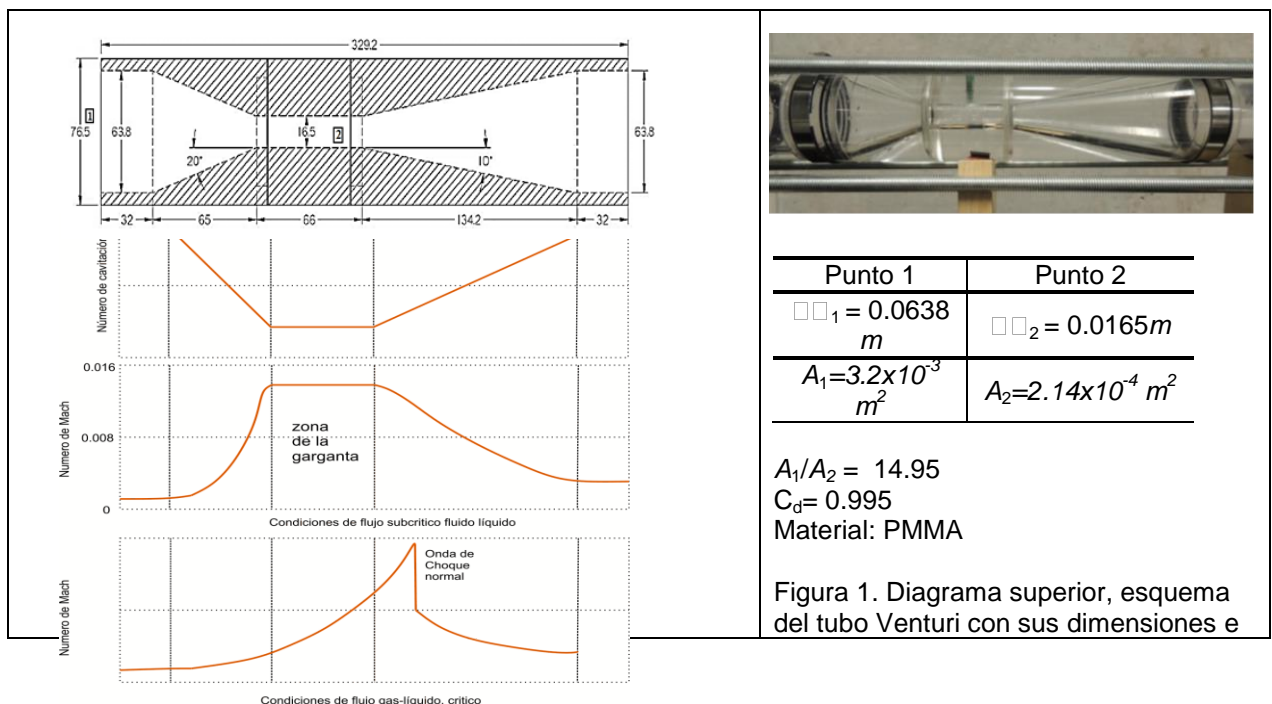 329.2
1
76.5
63.8
16.5
2
63.8
20°
10°
32
65
66
134.2
32
Número de cavitación
0.016
Numero de Mach
0.008
zona
de la
garganta
0
Condiciones de flujo subcritico fluido líquido
Numero de Mach
Onda de
Choque
normal
Condiciones de flujo gas-líquido, critico
Punto 1
Punto 2
□□₁ = 0.0638
m
□□₂ = 0.0165m
A₁=3.2x10⁻³
m²
A₂=2.14x10⁻⁴ m²
A₁/A₂ = 14.95
C_d= 0.995
Material: PMMA
Figura 1. Diagrama superior, esquema
del tubo Venturi con sus dimensiones e